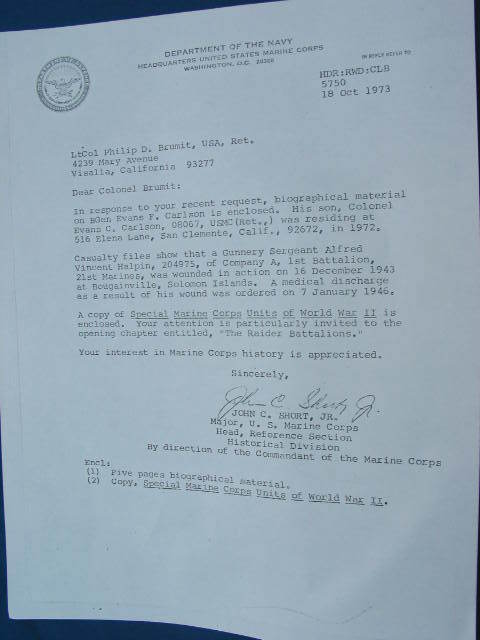 DEPARTMENT OF THE NAVY
HEADQUARTERS UNITED STATES MARINE CORPS
WASHINGTON, D.C. 20380
IN REPLY REFER TO
HDR:RWD:CLB
5750
18 Oct 1973
LtCol Philip D. Brumit, USA, Ret.
4239 Mary Avenue
Visalia, California 93277
Dear Colonel Brumit:
In response to your recent request, biographical material
on BGen Evans F. Carlson is enclosed. His son, Colonel
Evans C. Carlson, 08067, USMC(Ret.,) was residing at
516 Elena Lane, San Clemente, Calif., 92672, in 1972.
Casualty files show that a Gunnery Sergeant Alfred
Vincent Halpin, 204975, of Company A, 1st Battalion,
21st Marines, was wounded in action on 16 December 1943
at Bougainville, Solomon Islands. A medical discharge
as a result of his wound was ordered on 7 January 1946.
A copy of Special Marine Corps Units of World War II is
enclosed. Your attention is particularly invited to the
opening chapter entitled, "The Raider Battalions."
Your interest in Marine Corps history is appreciated.
Sincerely,
John C Short Jr.
JOHN C. SHORT, JR.
Major, U. S. Marine Corps
Head, Reference Section
Historical Division
By direction of the Commandant of the Marine Corps
Encl:
(1) Five pages biographical material.
(2) Copy, Special Marine Corps Units of World War II.